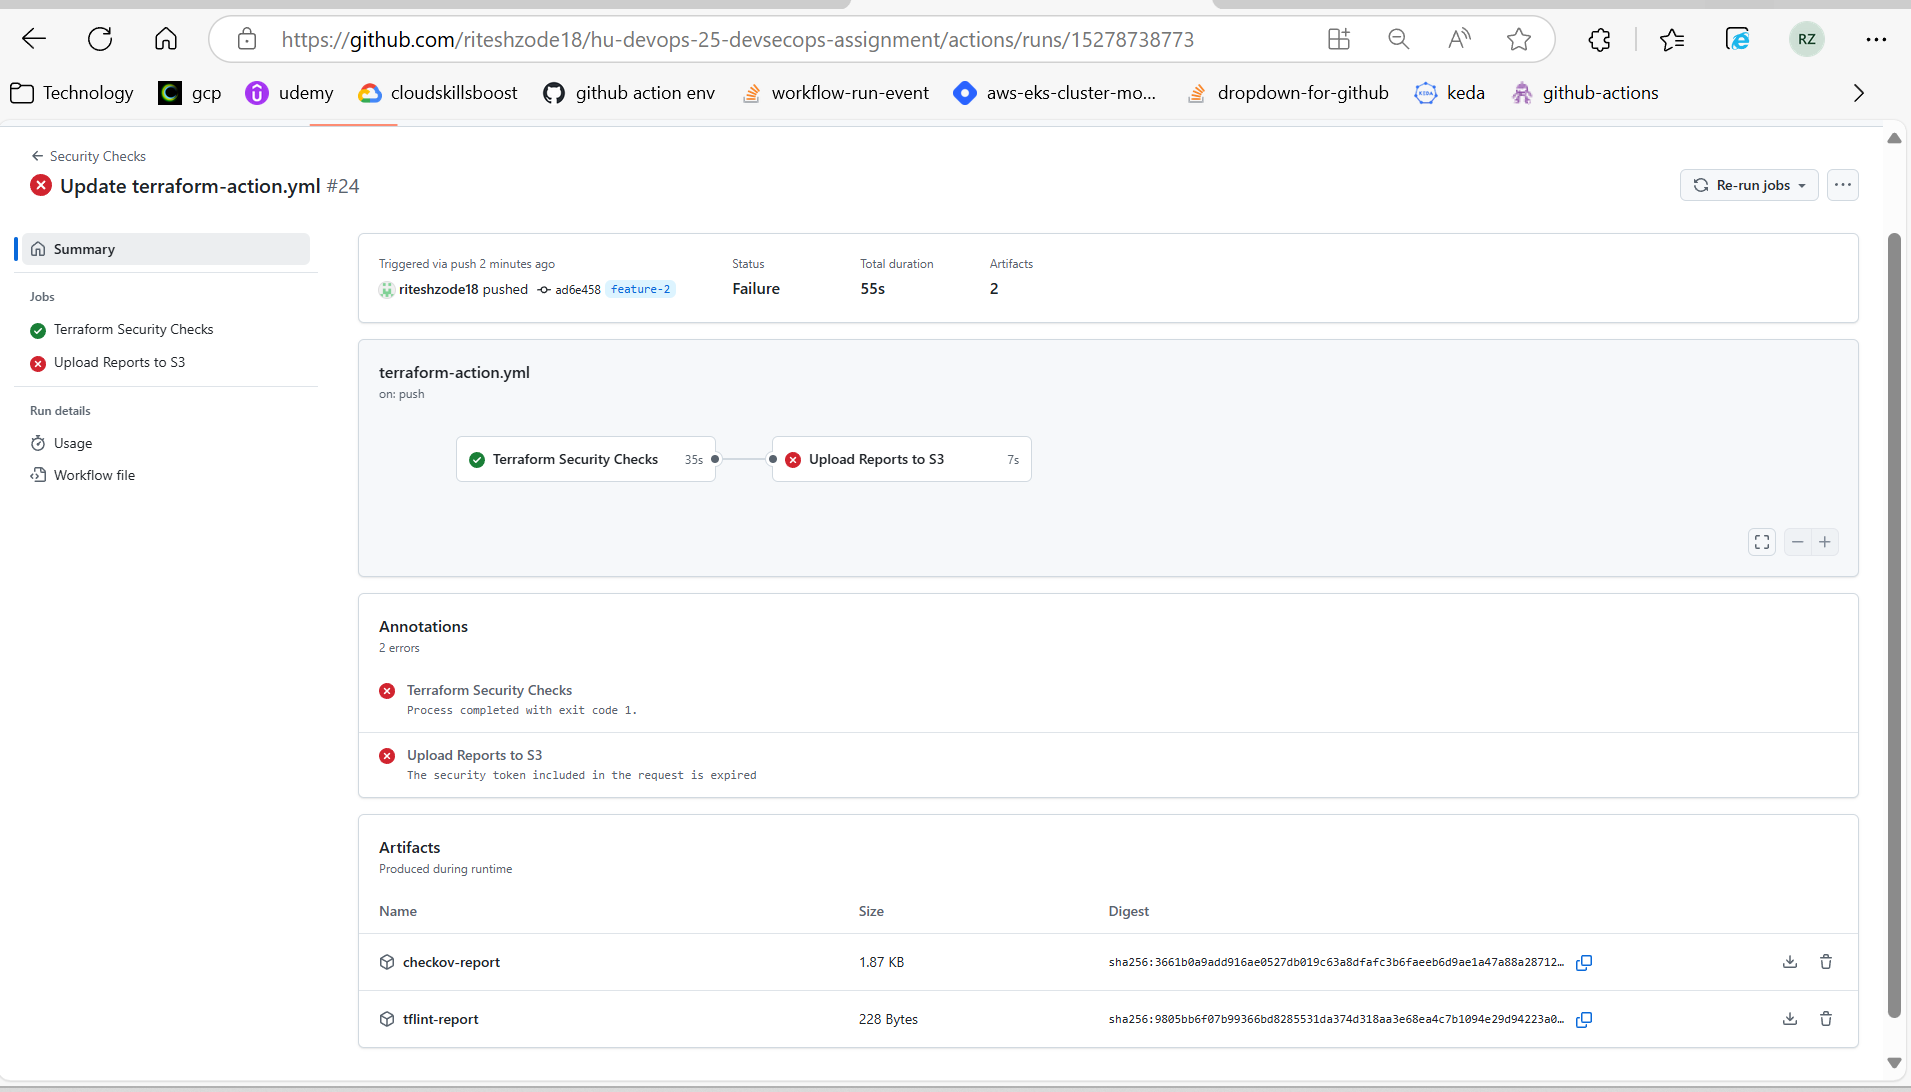 https://github.com/riteshzode18/hu-devops-25-devsecops-assignment/actions/runs/15278738773
RZ
Technology
gcp
udemy
cloudskillsboost
github action env
workflow-run-event
aws-eks-cluster-mo...
dropdown-for-github
keda
github-actions
Security Checks
Update terraform-action.yml #24
Re-run jobs
Summary
Jobs
Terraform Security Checks
Upload Reports to S3
Run details
Usage
Workflow file
Triggered via push 2 minutes ago
riteshzode18 pushed ad6e458 feature-2
Status
Failure
Total duration
55s
Artifacts
2
terraform-action.yml
on: push
Terraform Security Checks 35s
Upload Reports to S3 7s
Annotations
2 errors
Terraform Security Checks
Process completed with exit code 1.
Upload Reports to S3
The security token included in the request is expired
Artifacts
Produced during runtime
Name Size Digest
checkov-report 1.87 KB sha256:3661b0a9add916ae0527db019c63a8dfafc3b6faeeb6d9ae1a47a88a28712…
tflint-report 228 Bytes sha256:9805bb6f07b99366bd8285531da374d318aa3e68ea4c7b1094e29d94223a0…